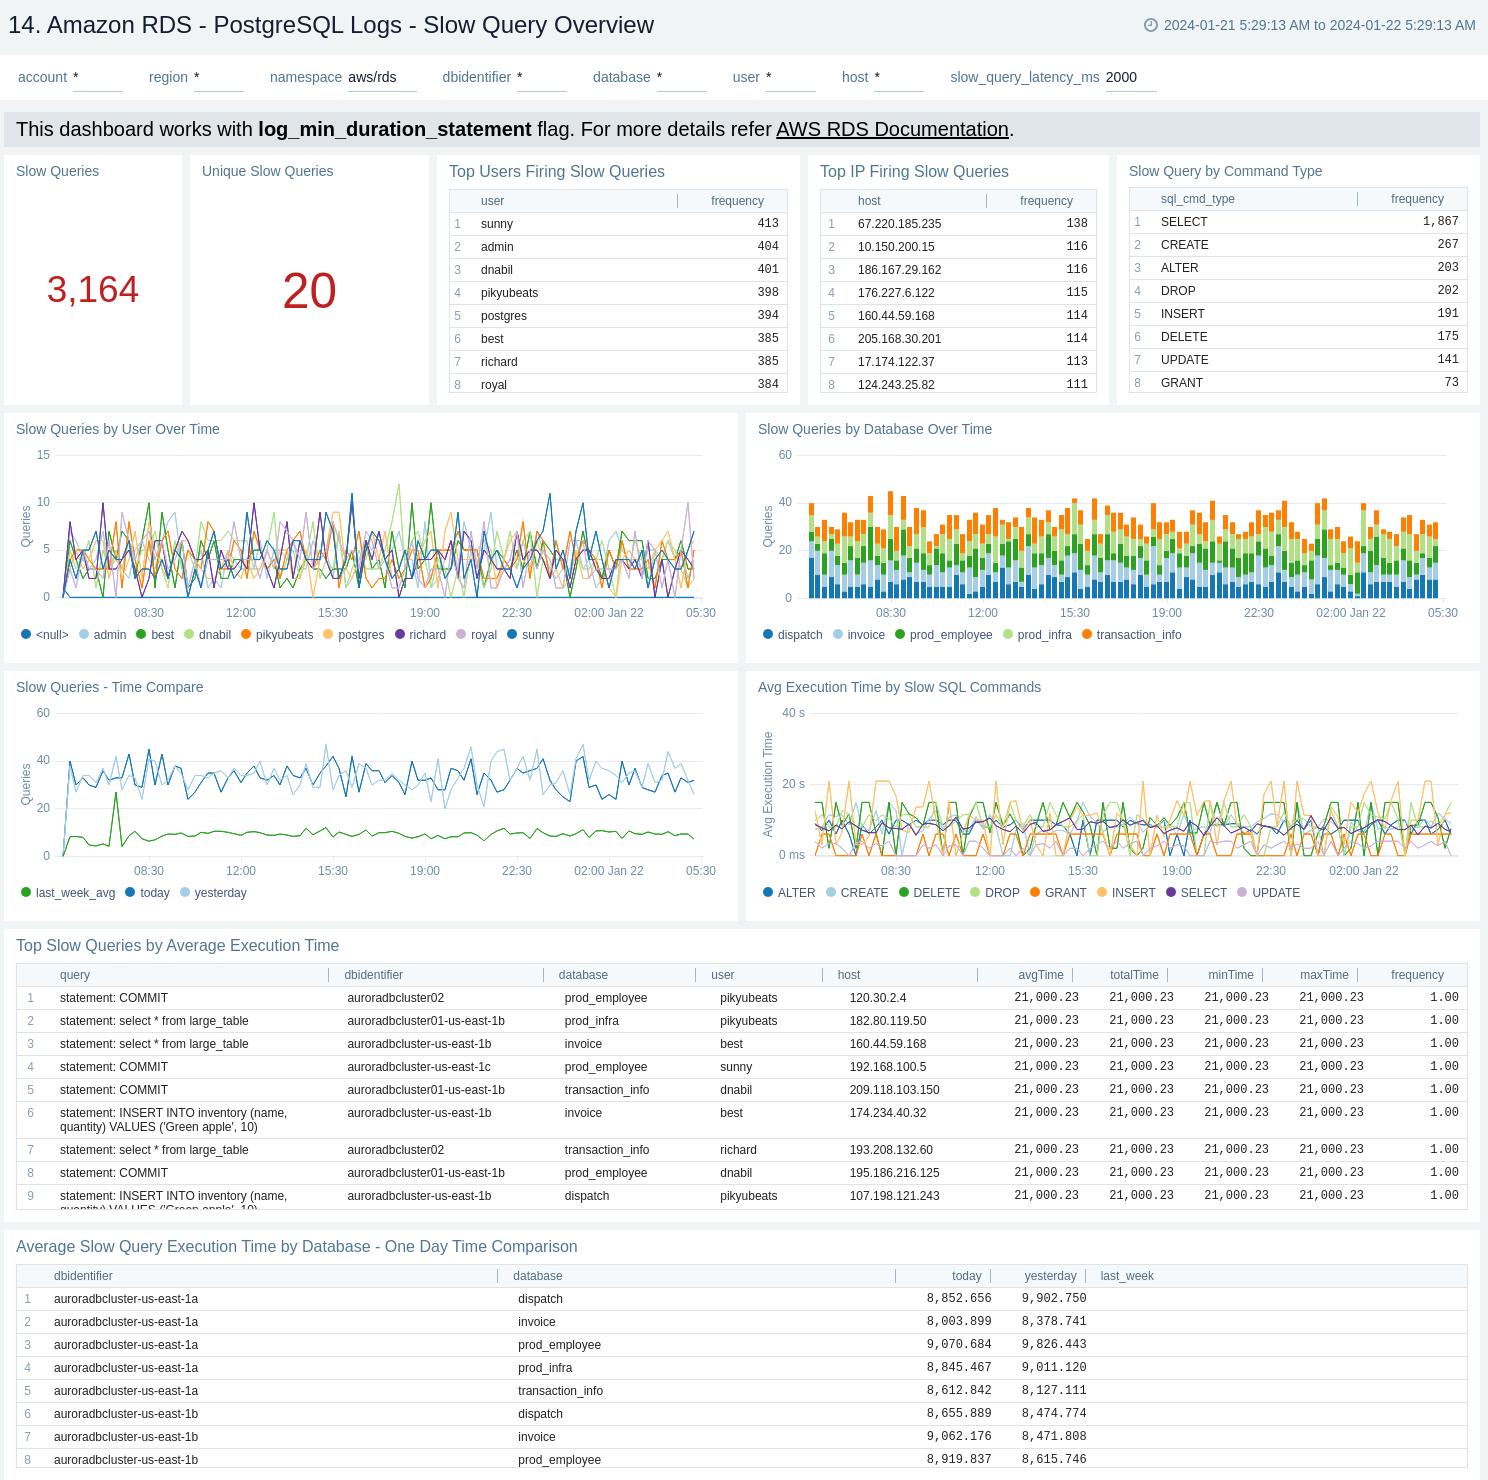 14. Amazon RDS - PostgreSQL Logs - Slow Query Overview
2024-01-21 5:29:13 AM to 2024-01-22 5:29:13 AM
account * region * namespace aws/rds dbidentifier * database * user * host * slow_query_latency_ms 2000
This dashboard works with log_min_duration_statement flag. For more details refer AWS RDS Documentation.
Slow Queries
3,164
Unique Slow Queries
20
Top Users Firing Slow Queries
user frequency
1 sunny 413
2 admin 404
3 dnabil 401
4 pikyubeats 398
5 postgres 394
6 best 385
7 richard 385
8 royal 384
Top IP Firing Slow Queries
host frequency
1 67.220.185.235 138
2 10.150.200.15 116
3 186.167.29.162 116
4 176.227.6.122 115
5 160.44.59.168 114
6 205.168.30.201 114
7 17.174.122.37 113
8 124.243.25.82 111
Slow Query by Command Type
sql_cmd_type frequency
1 SELECT 1,867
2 CREATE 267
3 ALTER 203
4 DROP 202
5 INSERT 191
6 DELETE 175
7 UPDATE 141
8 GRANT 73
Slow Queries by User Over Time
Queries
15
10
5
0
08:30 12:00 15:30 19:00 22:30 02:00 Jan 22 05:30
<null> admin best dnabil pikyubeats postgres richard royal sunny
Slow Queries by Database Over Time
Queries
60
40
20
0
08:30 12:00 15:30 19:00 22:30 02:00 Jan 22 05:30
dispatch invoice prod_employee prod_infra transaction_info
Slow Queries - Time Compare
Queries
60
40
20
0
08:30 12:00 15:30 19:00 22:30 02:00 Jan 22 05:30
last_week_avg today yesterday
Avg Execution Time by Slow SQL Commands
Avg Execution Time
40 s
20 s
0 ms
08:30 12:00 15:30 19:00 22:30 02:00 Jan 22
ALTER CREATE DELETE DROP GRANT INSERT SELECT UPDATE
Top Slow Queries by Average Execution Time
query dbidentifier database user host avgTime totalTime minTime maxTime frequency
1 statement: COMMIT auroradbcluster02 prod_employee pikyubeats 120.30.2.4 21,000.23 21,000.23 21,000.23 21,000.23 1.00
2 statement: select * from large_table auroradbcluster01-us-east-1b prod_infra pikyubeats 182.80.119.50 21,000.23 21,000.23 21,000.23 21,000.23 1.00
3 statement: select * from large_table auroradbcluster-us-east-1b invoice best 160.44.59.168 21,000.23 21,000.23 21,000.23 21,000.23 1.00
4 statement: COMMIT auroradbcluster-us-east-1c prod_employee sunny 192.168.100.5 21,000.23 21,000.23 21,000.23 21,000.23 1.00
5 statement: COMMIT auroradbcluster01-us-east-1b transaction_info dnabil 209.118.103.150 21,000.23 21,000.23 21,000.23 21,000.23 1.00
6 statement: INSERT INTO inventory (name, auroradbcluster-us-east-1b invoice best 174.234.40.32 21,000.23 21,000.23 21,000.23 21,000.23 1.00
quantity) VALUES ('Green apple', 10)
7 statement: select * from large_table auroradbcluster02 transaction_info richard 193.208.132.60 21,000.23 21,000.23 21,000.23 21,000.23 1.00
8 statement: COMMIT auroradbcluster01-us-east-1b prod_employee dnabil 195.186.216.125 21,000.23 21,000.23 21,000.23 21,000.23 1.00
9 statement: INSERT INTO inventory (name, auroradbcluster-us-east-1b dispatch pikyubeats 107.198.121.243 21,000.23 21,000.23 21,000.23 21,000.23 1.00
quantity) VALUES ('Green apple', 10)
Average Slow Query Execution Time by Database - One Day Time Comparison
dbidentifier database today yesterday last_week
1 auroradbcluster-us-east-1a dispatch 8,852.656 9,902.750
2 auroradbcluster-us-east-1a invoice 8,003.899 8,378.741
3 auroradbcluster-us-east-1a prod_employee 9,070.684 9,826.443
4 auroradbcluster-us-east-1a prod_infra 8,845.467 9,011.120
5 auroradbcluster-us-east-1a transaction_info 8,612.842 8,127.111
6 auroradbcluster-us-east-1b dispatch 8,655.889 8,474.774
7 auroradbcluster-us-east-1b invoice 9,062.176 8,471.808
8 auroradbcluster-us-east-1b prod_employee 8,919.837 8,615.746